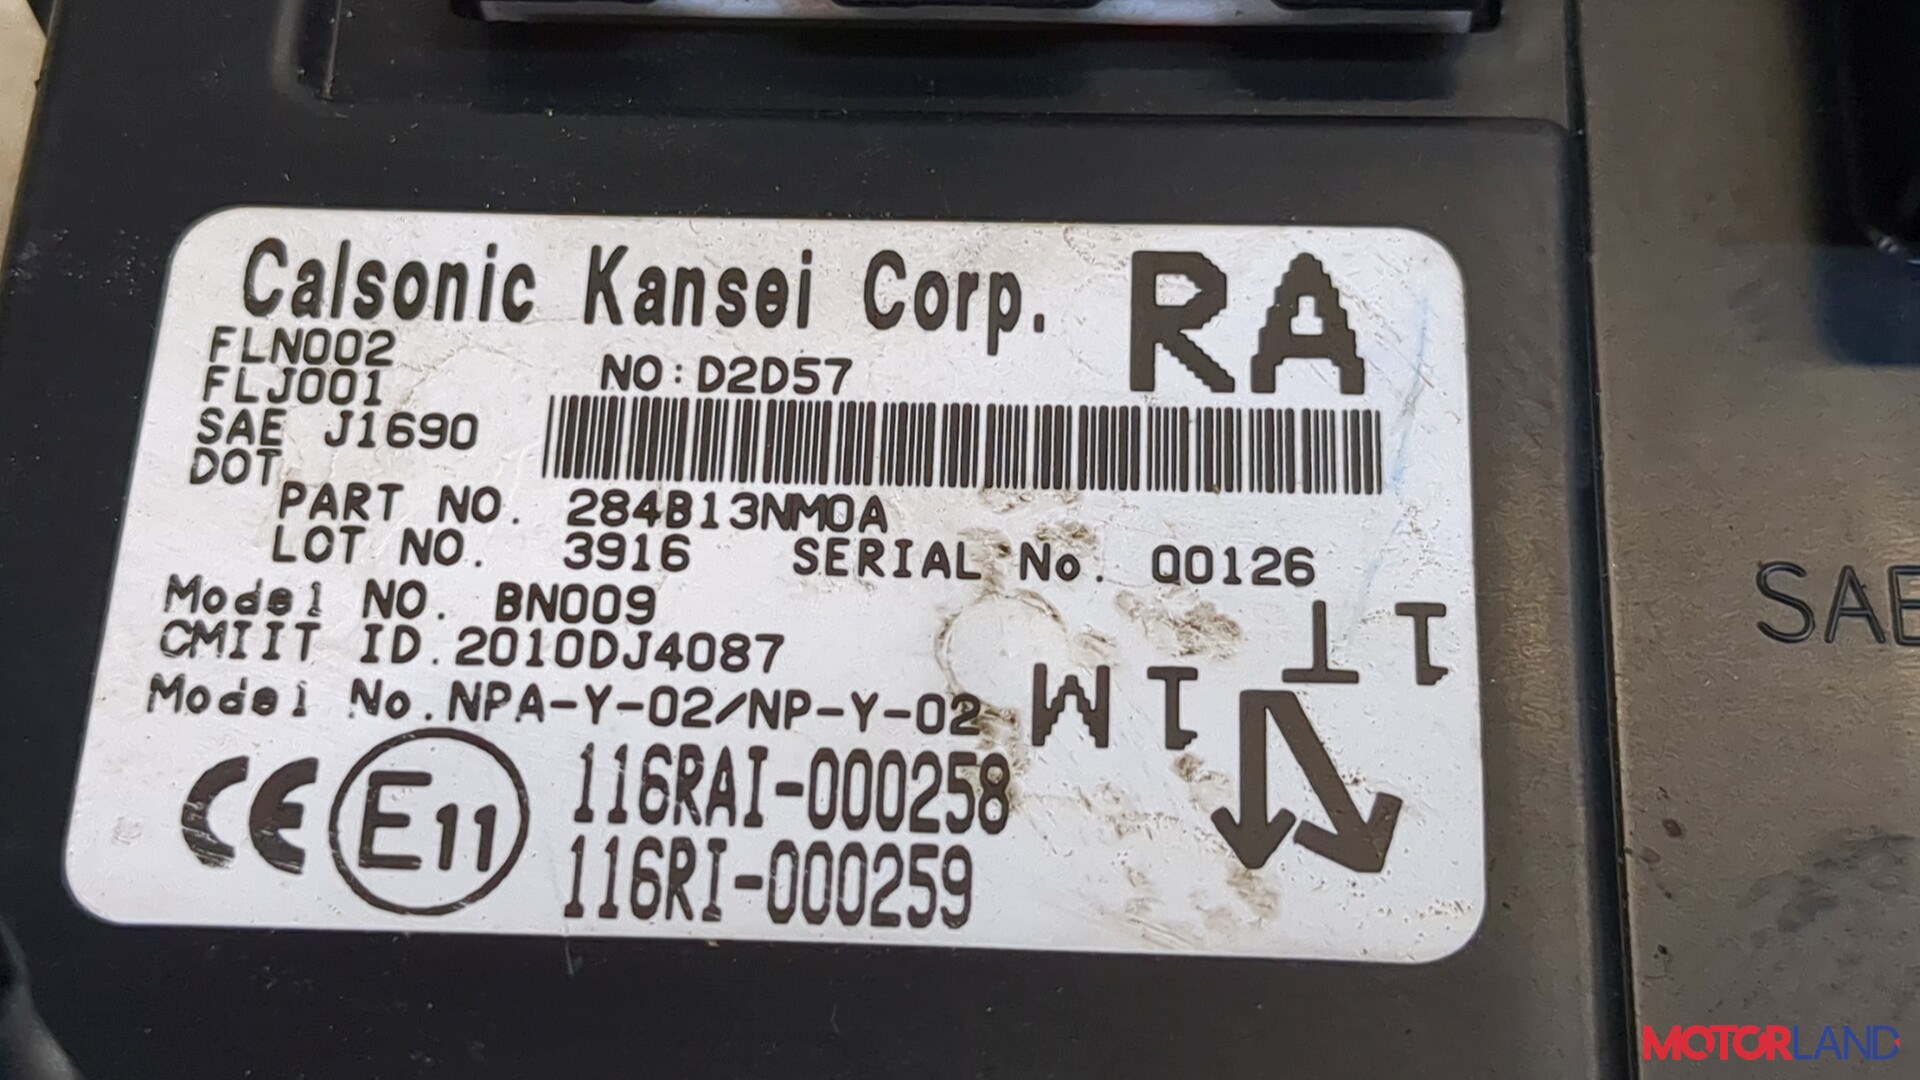 Calsonic Kansei Corp. RA
FLN002
FLJ001
NO:D2D57
SAE J1690
DOT
PART NO. 284B13NM0A
LOT NO. 3916 SERIAL No. Q0126
Model NO. BN009
CMIIT ID.2010DJ4087
1T
Model No.NPA-Y-02/NP-Y-02
1M
CE E11 116RAI-000258
116RI-000259
SAE
MOTORLAND